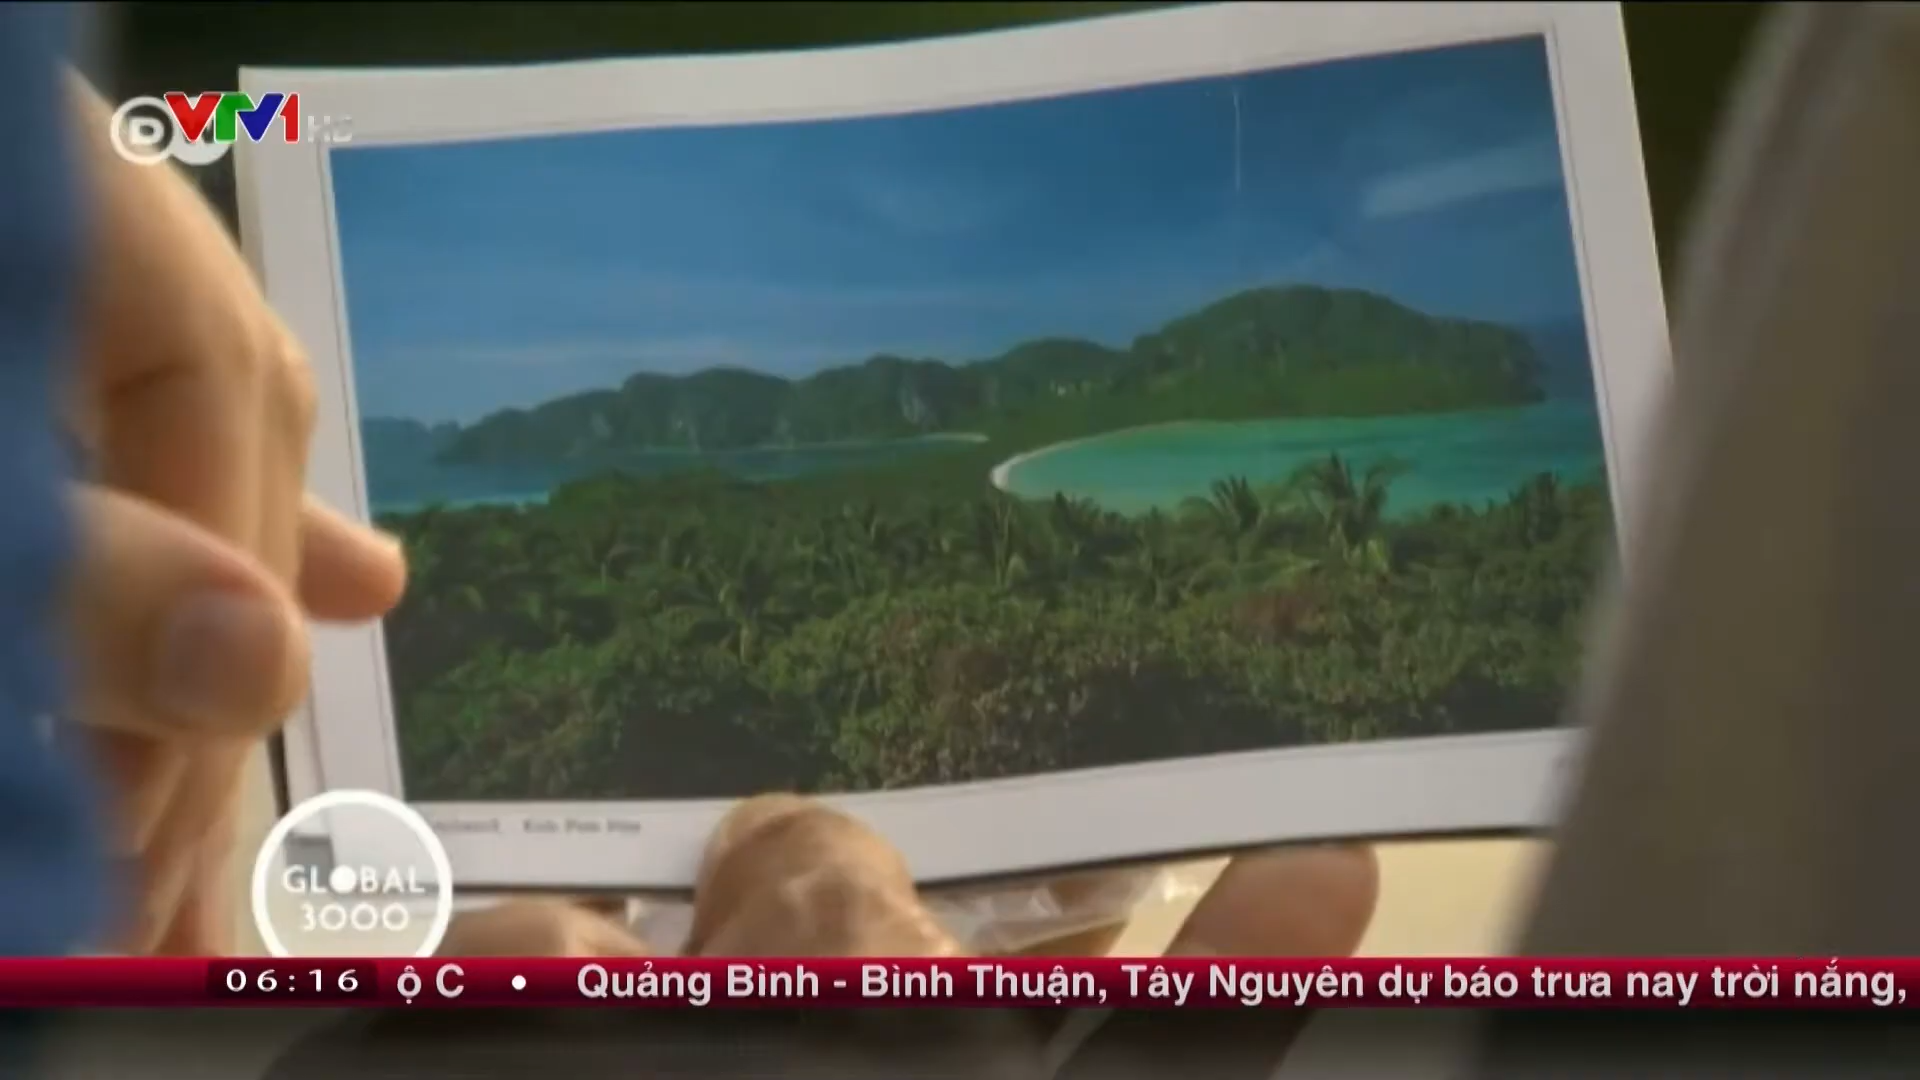 VTV1 HD
GLOBAL
3000
06:16 ộ C • Quảng Bình - Bình Thuận, Tây Nguyên dự báo trưa nay trời nắng,